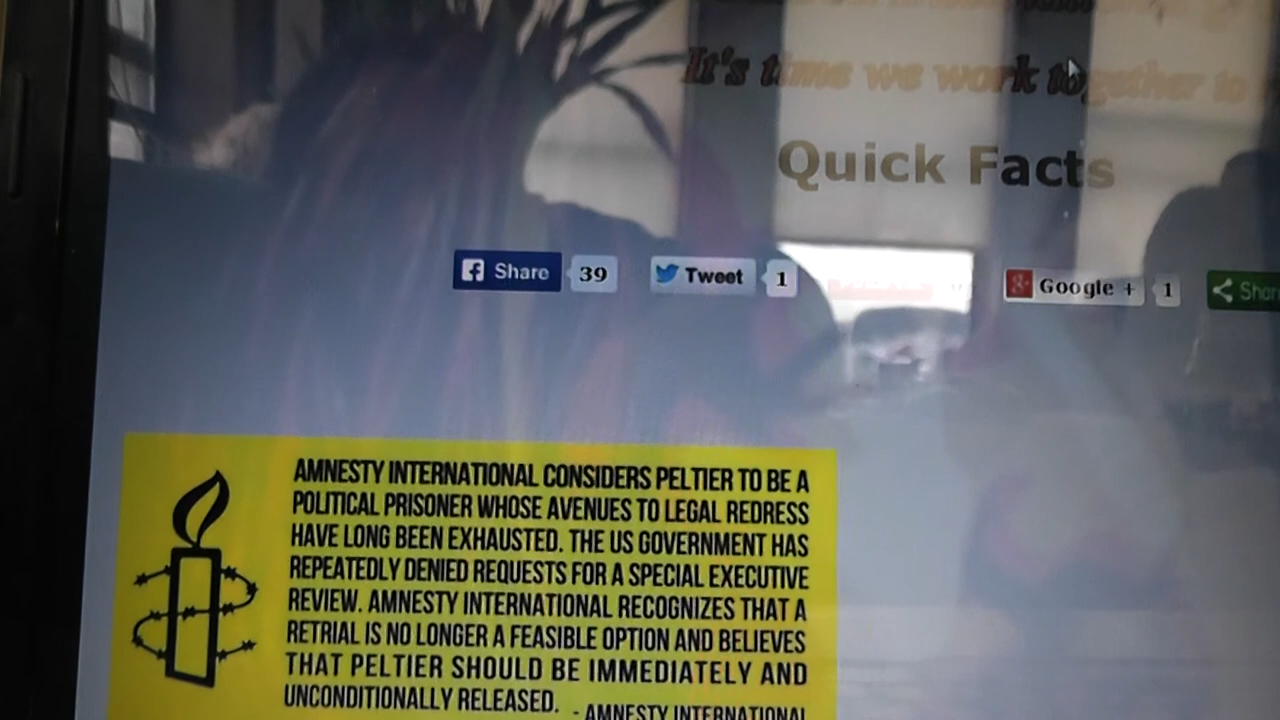 It's time we work together to
Quick Facts
Share 39 Tweet 1 Google + 1 Shar
AMNESTY INTERNATIONAL CONSIDERS PELTIER TO BE A
POLITICAL PRISONER WHOSE AVENUES TO LEGAL REDRESS
HAVE LONG BEEN EXHAUSTED. THE US GOVERNMENT HAS
REPEATEDLY DENIED REQUESTS FOR A SPECIAL EXECUTIVE
REVIEW. AMNESTY INTERNATIONAL RECOGNIZES THAT A
RETRIAL IS NO LONGER A FEASIBLE OPTION AND BELIEVES
THAT PELTIER SHOULD BE IMMEDIATELY AND
UNCONDITIONALLY RELEASED.
- AMNESTY INTERNATIONAL